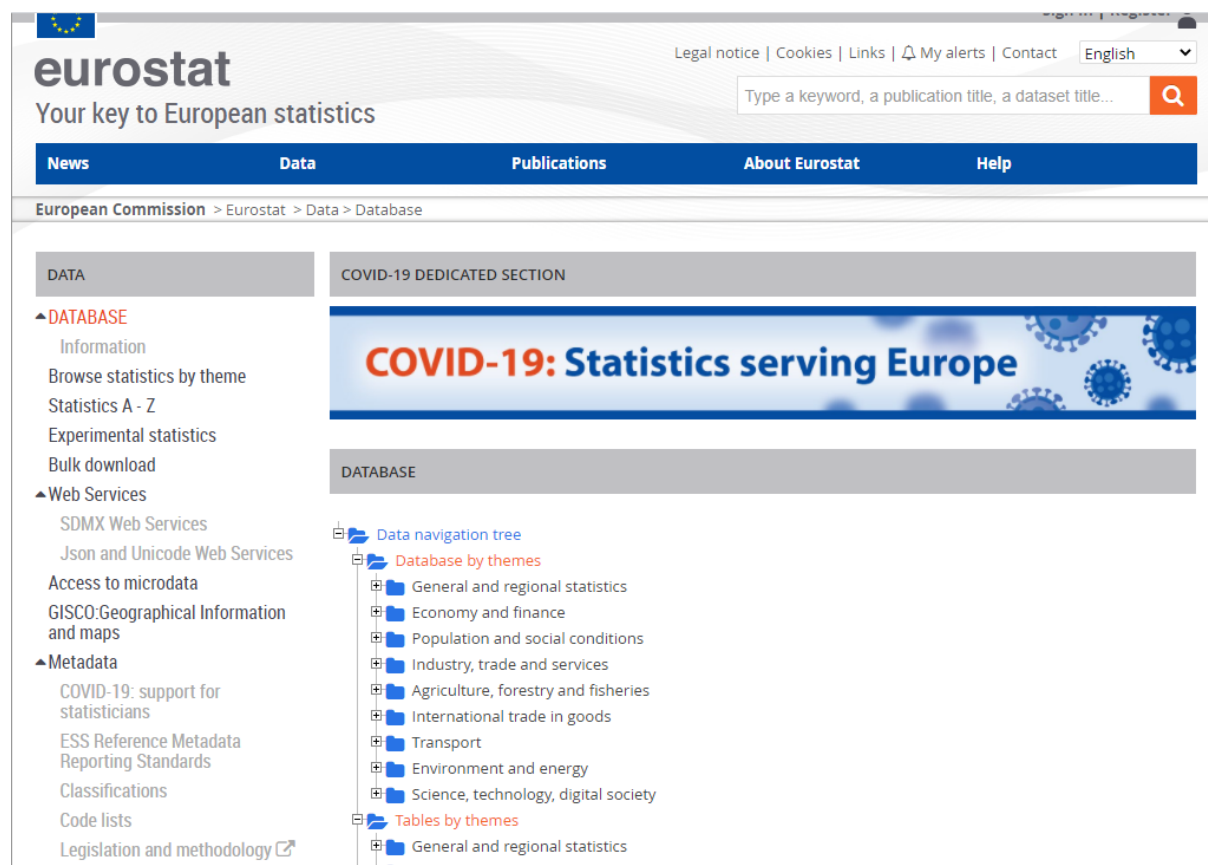 Sign in | Register
eurostat
Your key to European statistics
Legal notice | Cookies | Links | My alerts | Contact
English
Type a keyword, a publication title, a dataset title...
News Data Publications About Eurostat Help
European Commission > Eurostat > Data > Database
DATA
DATABASE
Information
Browse statistics by theme
Statistics A - Z
Experimental statistics
Bulk download
Web Services
SDMX Web Services
Json and Unicode Web Services
Access to microdata
GISCO:Geographical Information
and maps
Metadata
COVID-19: support for
statisticians
ESS Reference Metadata
Reporting Standards
Classifications
Code lists
Legislation and methodology
COVID-19 DEDICATED SECTION
COVID-19: Statistics serving Europe
DATABASE
Data navigation tree
Database by themes
General and regional statistics
Economy and finance
Population and social conditions
Industry, trade and services
Agriculture, forestry and fisheries
International trade in goods
Transport
Environment and energy
Science, technology, digital society
Tables by themes
General and regional statistics